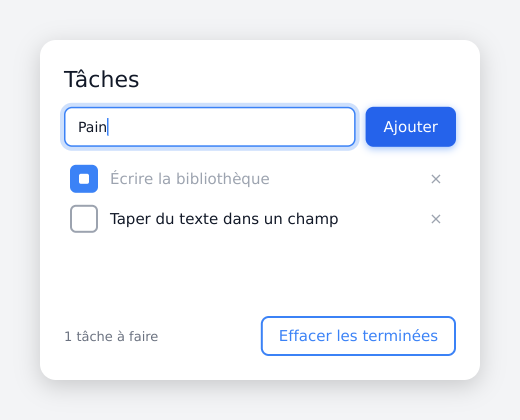 Tâches
Pain
Ajouter
Écrire la bibliothèque ×
Taper du texte dans un champ ×
1 tâche à faire
Effacer les terminées